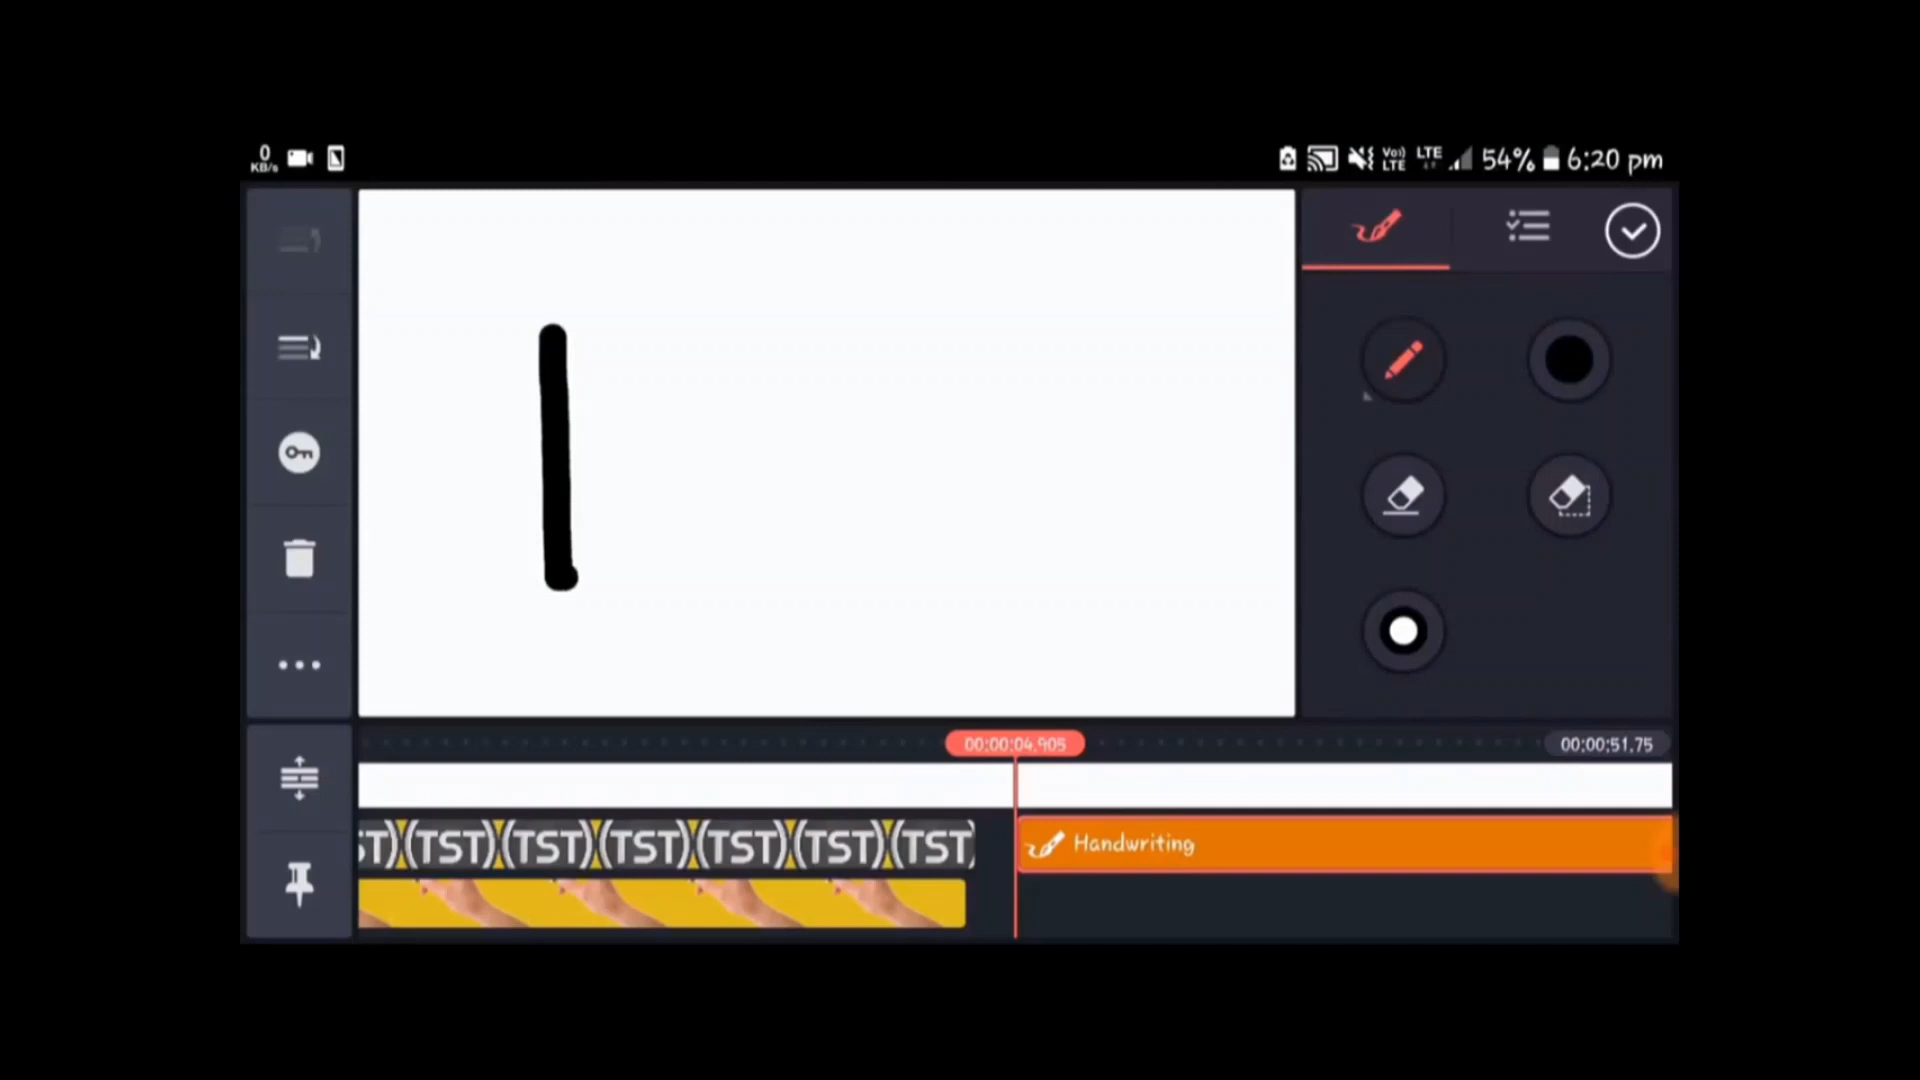 0
KB/s
Vo))
LTE
LTE
54%
6:20 pm
00:00:04.905
00:00:51.75
ST) (TST) (TST) (TST) (TST) (TST) (TST)
Handwriting